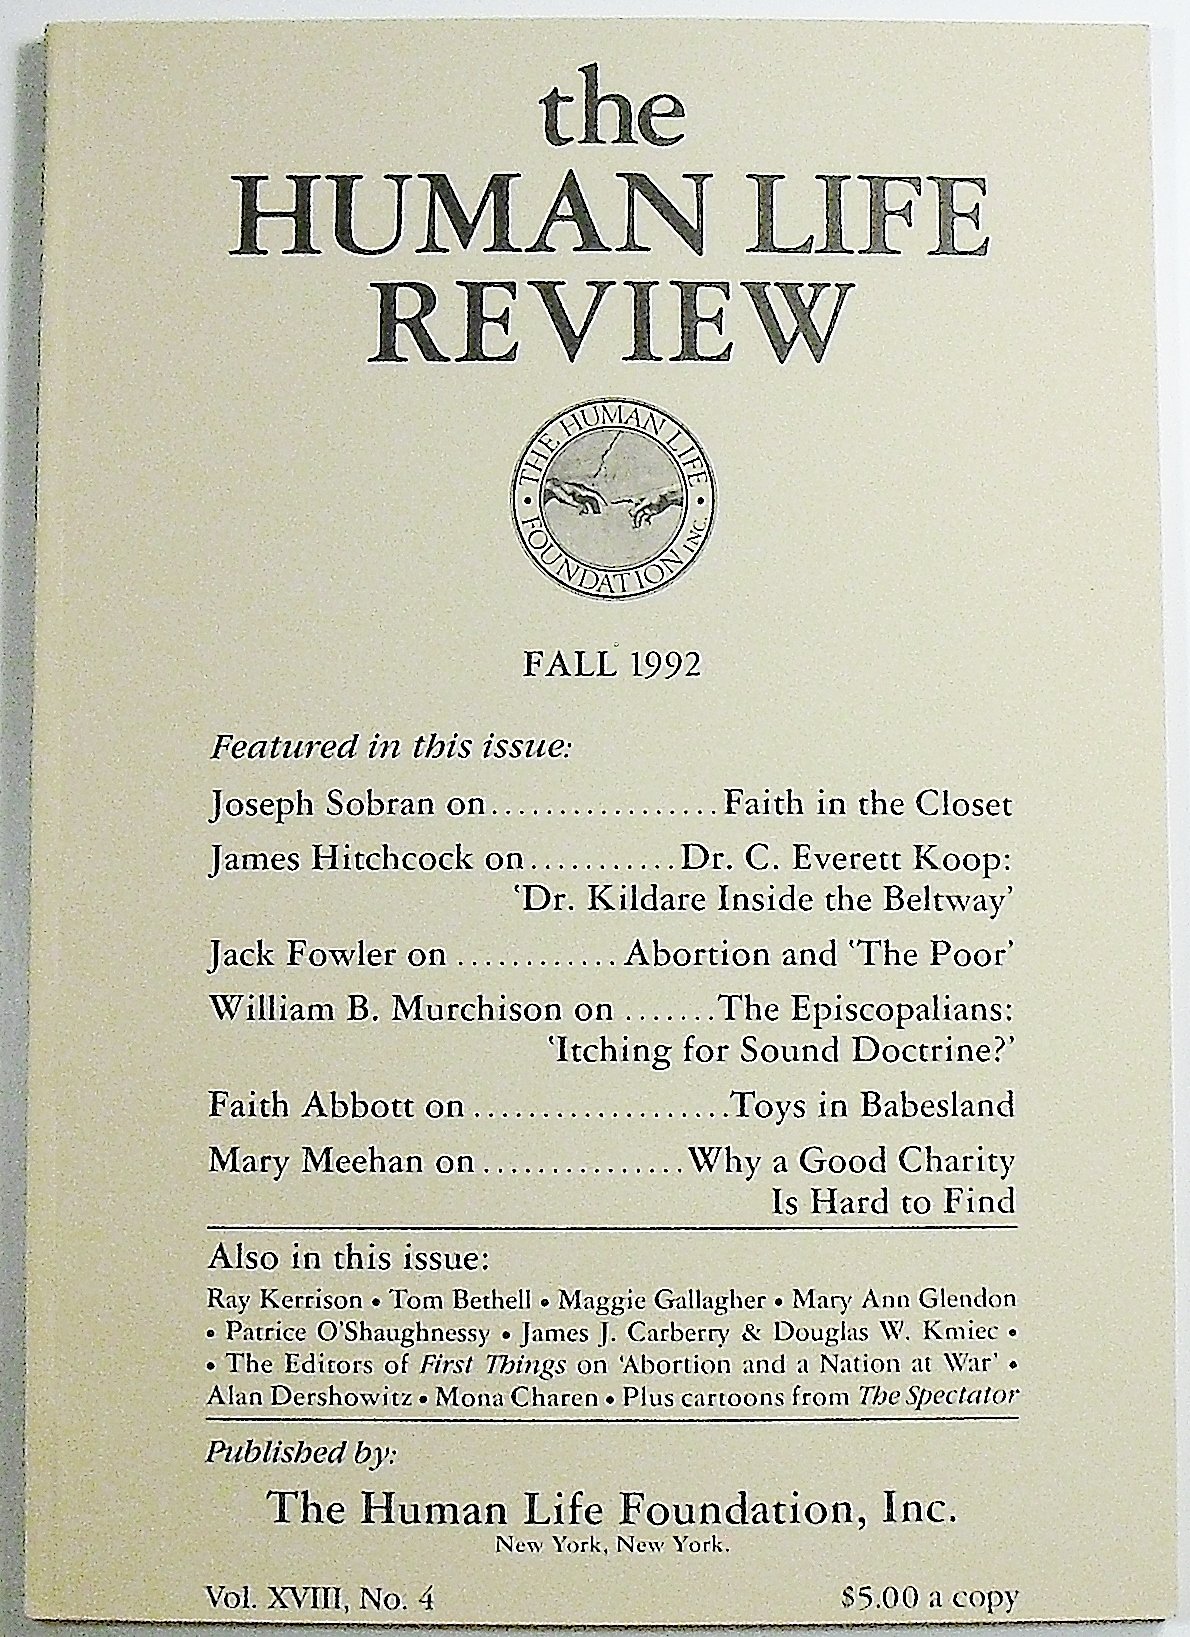 the
HUMAN LIFE
REVIEW
THE HUMAN LIFE
FOUNDATION INC.
FALL 1992
Featured in this issue:
Joseph Sobran on.................Faith in the Closet
James Hitchcock on...........Dr. C. Everett Koop:
‘Dr. Kildare Inside the Beltway’
Jack Fowler on ............Abortion and ‘The Poor’
William B. Murchison on .......The Episcopalians:
‘Itching for Sound Doctrine?’
Faith Abbott on ...................Toys in Babesland
Mary Meehan on...............Why a Good Charity
Is Hard to Find
Also in this issue:
Ray Kerrison • Tom Bethell • Maggie Gallagher • Mary Ann Glendon
• Patrice O'Shaughnessy • James J. Carberry & Douglas W. Kmiec •
• The Editors of First Things on ‘Abortion and a Nation at War’ •
Alan Dershowitz • Mona Charen • Plus cartoons from The Spectator
Published by:
The Human Life Foundation, Inc.
New York, New York.
Vol. XVIII, No. 4 $5.00 a copy